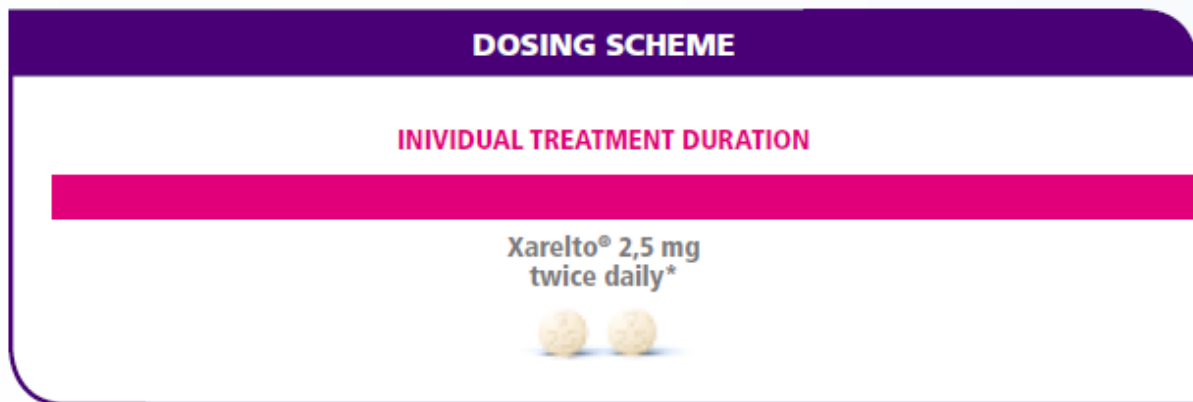 DOSING SCHEME
INIVIDUAL TREATMENT DURATION
Xarelto® 2,5 mg
twice daily*